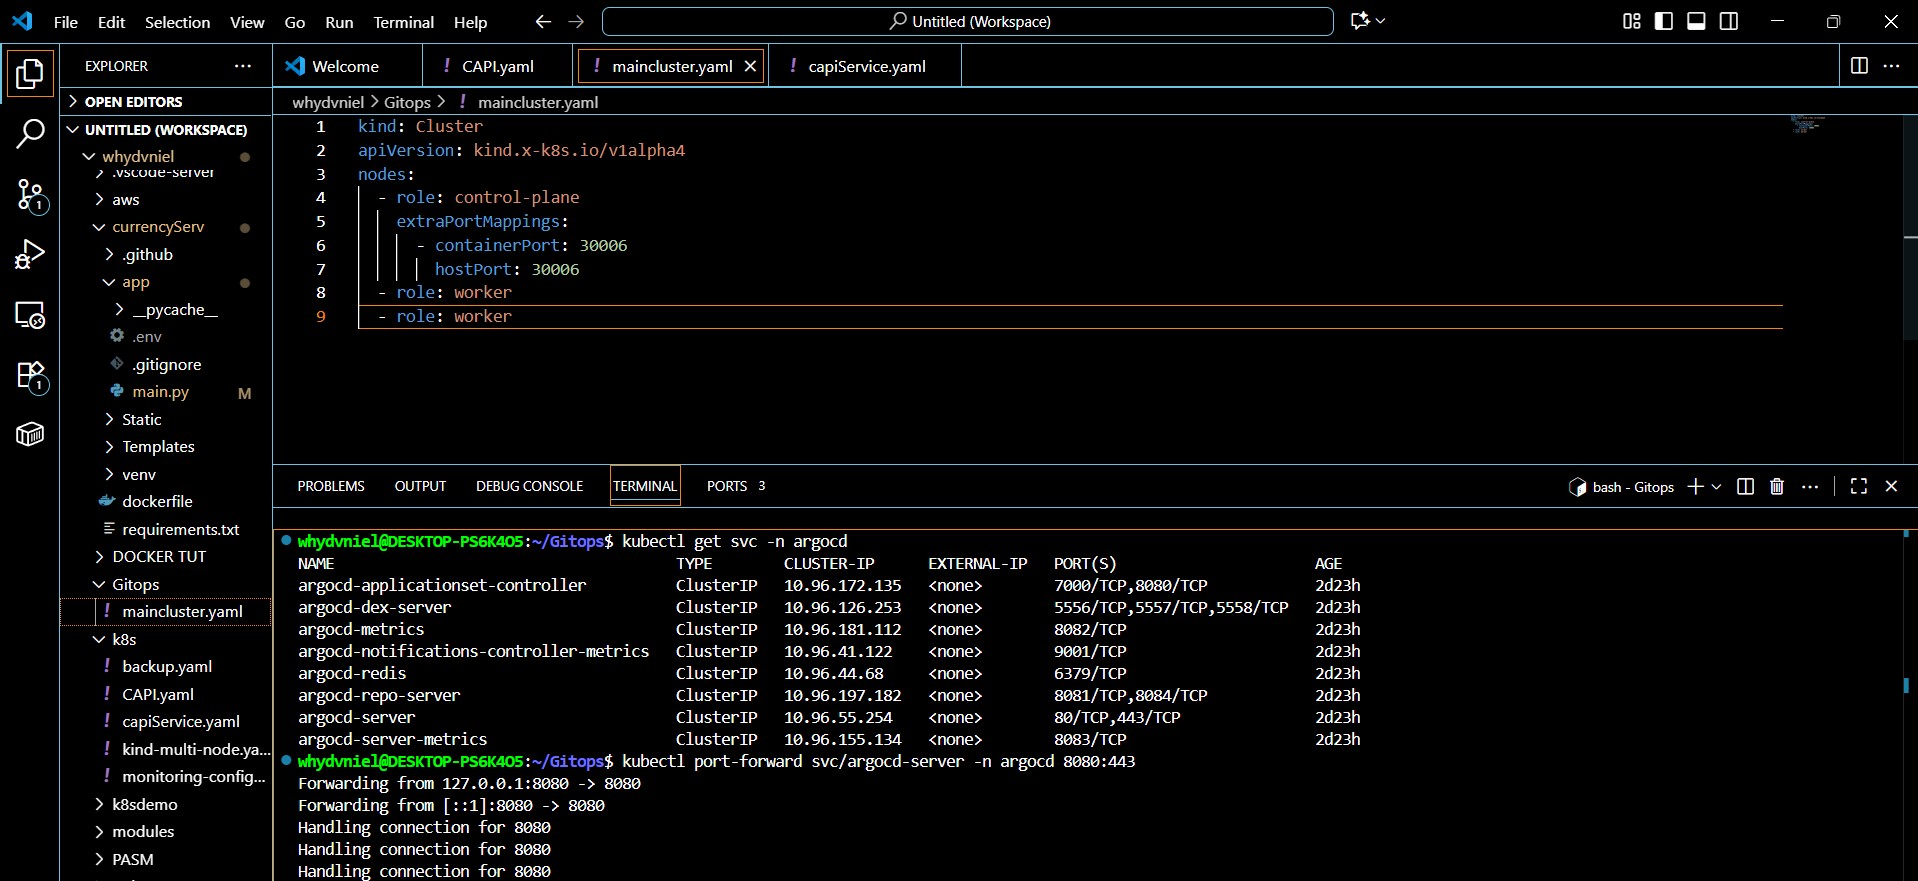 File Edit Selection View Go Run Terminal Help
Untitled (Workspace)
EXPLORER
Welcome
CAPI.yaml
maincluster.yaml
capiService.yaml
OPEN EDITORS
UNTITLED (WORKSPACE)
whydvniel
.vscode-server
aws
currencyServ
.github
app
__pycache__
.env
.gitignore
main.py M
Static
Templates
venv
dockerfile
requirements.txt
DOCKER TUT
Gitops
! maincluster.yaml
k8s
! backup.yaml
! CAPI.yaml
! capiService.yaml
! kind-multi-node.ya...
! monitoring-config...
k8sdemo
modules
PASM
1
1
whydvniel > Gitops > ! maincluster.yaml
1 kind: Cluster
2 apiVersion: kind.x-k8s.io/v1alpha4
3 nodes:
4 - role: control-plane
5 extraPortMappings:
6 - containerPort: 30006
7 hostPort: 30006
8 - role: worker
9 - role: worker
PROBLEMS OUTPUT DEBUG CONSOLE TERMINAL PORTS 3
bash - Gitops
whydvniel@DESKTOP-PS6K4O5:~/Gitops$ kubectl get svc -n argocd
NAME TYPE CLUSTER-IP EXTERNAL-IP PORT(S) AGE
argocd-applicationset-controller ClusterIP 10.96.172.135 <none> 7000/TCP,8080/TCP 2d23h
argocd-dex-server ClusterIP 10.96.126.253 <none> 5556/TCP,5557/TCP,5558/TCP 2d23h
argocd-metrics ClusterIP 10.96.181.112 <none> 8082/TCP 2d23h
argocd-notifications-controller-metrics ClusterIP 10.96.41.122 <none> 9001/TCP 2d23h
argocd-redis ClusterIP 10.96.44.68 <none> 6379/TCP 2d23h
argocd-repo-server ClusterIP 10.96.197.182 <none> 8081/TCP,8084/TCP 2d23h
argocd-server ClusterIP 10.96.55.254 <none> 80/TCP,443/TCP 2d23h
argocd-server-metrics ClusterIP 10.96.155.134 <none> 8083/TCP 2d23h
whydvniel@DESKTOP-PS6K4O5:~/Gitops$ kubectl port-forward svc/argocd-server -n argocd 8080:443
Forwarding from 127.0.0.1:8080 -> 8080
Forwarding from [::1]:8080 -> 8080
Handling connection for 8080
Handling connection for 8080
Handling connection for 8080